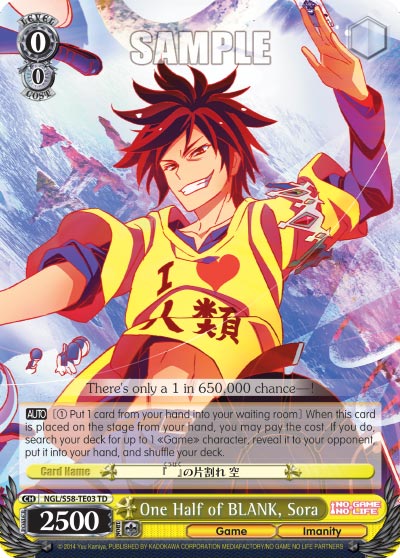 LEVEL
0
0
COST
SAMPLE
I ❤
人類
There's only a 1 in 650,000 chance—!
AUTO [① Put 1 card from your hand into your waiting room] When this card
is placed on the stage from your hand, you may pay the cost. If you do,
search your deck for up to 1 «Game» character, reveal it to your opponent,
put it into your hand, and shuffle your deck.
Card Name 『 』の片割れ 空
CH NGL/S58-TE03 TD
POWER 2500 One Half of BLANK, Sora NO GAME NO LIFE
Game Imanity
© 2014 Yuu Kamiya, PUBLISHED BY KADOKAWA CORPORATION MEDIAFACTORY/NO GAME NO LIFE PARTNERS